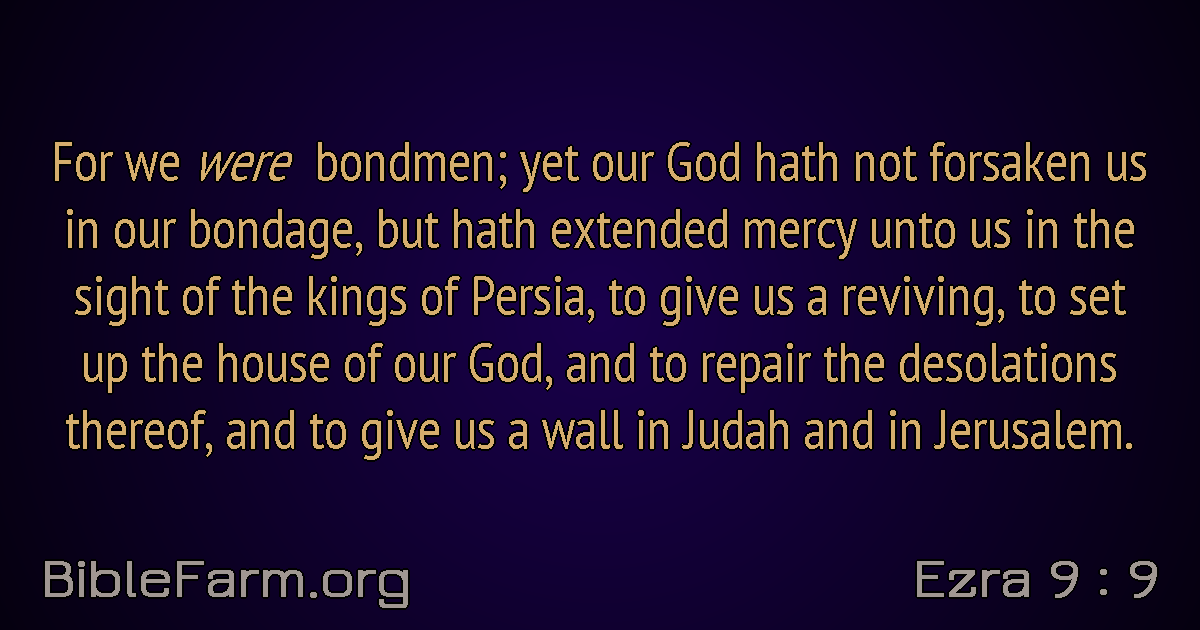 For we were bondmen; yet our God hath not forsaken us
in our bondage, but hath extended mercy unto us in the
sight of the kings of Persia, to give us a reviving, to set
up the house of our God, and to repair the desolations
thereof, and to give us a wall in Judah and in Jerusalem.
BibleFarm.org
Ezra 9 : 9